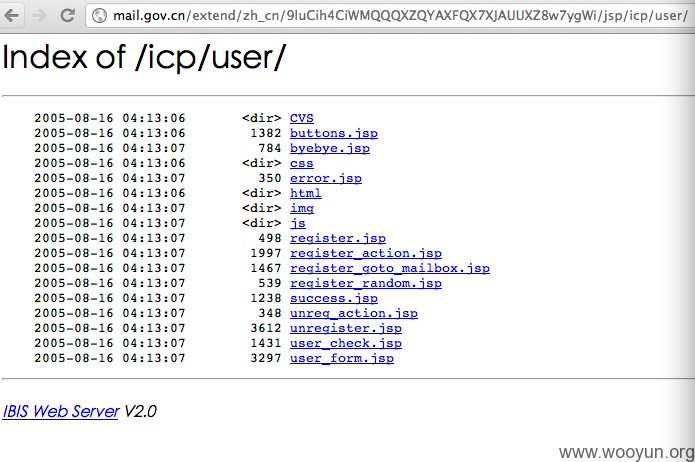 mail.gov.cn/extend/zh_cn/9luCih4CiWMQQQXZQYAXFQX7XJAUUXZ8w7ygWi/jsp/icp/user/
Index of /icp/user/
2005-08-16 04:13:06 <dir> CVS
2005-08-16 04:13:06 1382 buttons.jsp
2005-08-16 04:13:07 784 byebye.jsp
2005-08-16 04:13:06 <dir> css
2005-08-16 04:13:07 350 error.jsp
2005-08-16 04:13:06 <dir> html
2005-08-16 04:13:07 <dir> img
2005-08-16 04:13:07 <dir> js
2005-08-16 04:13:07 498 register.jsp
2005-08-16 04:13:07 1997 register_action.jsp
2005-08-16 04:13:07 1467 register_goto_mailbox.jsp
2005-08-16 04:13:07 539 register_random.jsp
2005-08-16 04:13:07 1238 success.jsp
2005-08-16 04:13:07 348 unreg_action.jsp
2005-08-16 04:13:07 3612 unregister.jsp
2005-08-16 04:13:07 1431 user_check.jsp
2005-08-16 04:13:07 3297 user_form.jsp
IBIS Web Server V2.0
www.wooyun.org